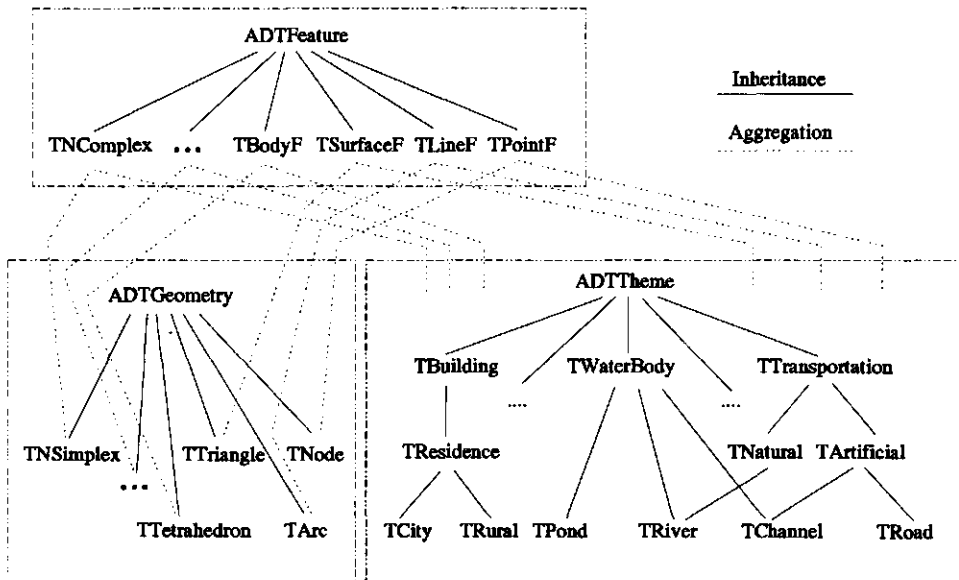 ADTFeature
Inheritance
Aggregation
TNComplex ... TBodyF TSurfaceF TLineF TPointF
ADTGeometry
ADTTheme
TBuilding TWaterBody TTransportation
.... ....
TNSimplex TTriangle TNode
TResidence TNatural TArtificial
...
TTetrahedron TArc
TCity TRural TPond TRiver TChannel TRoad